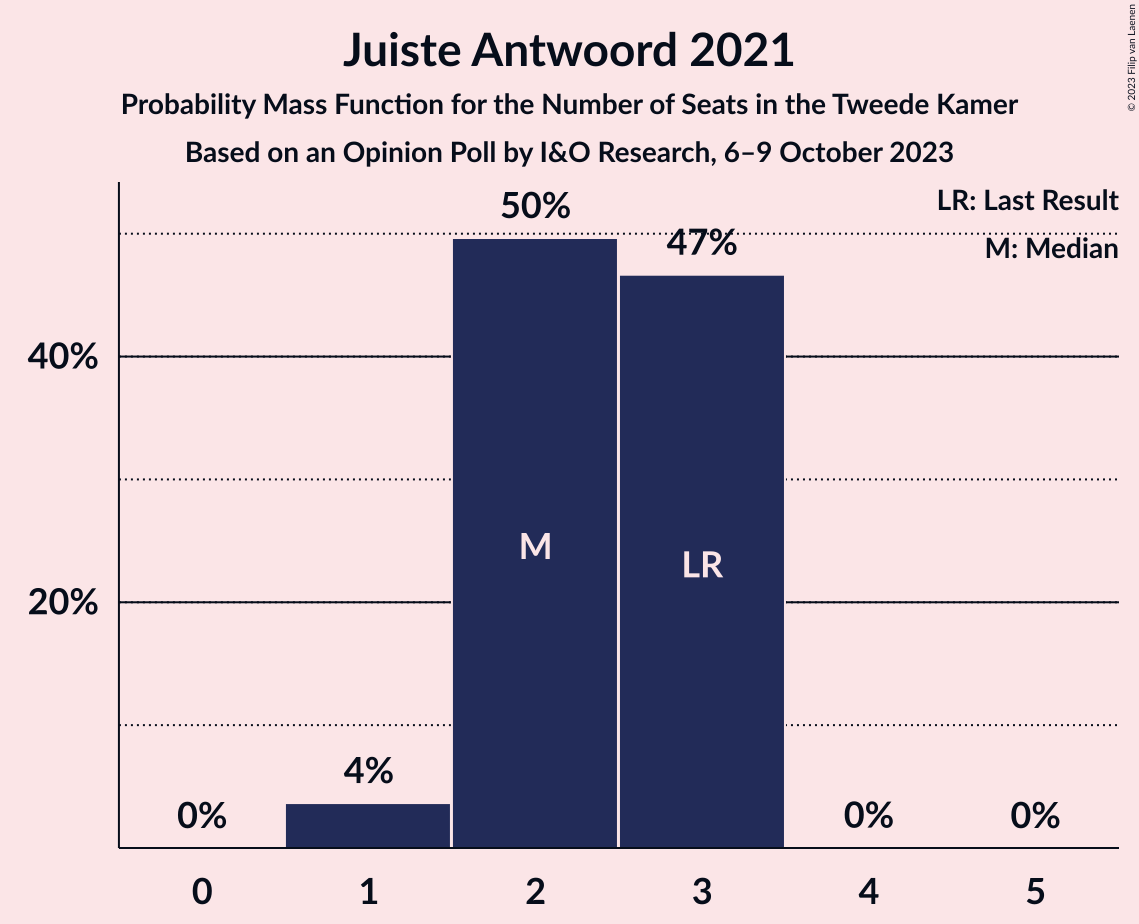 Juiste Antwoord 2021
Probability Mass Function for the Number of Seats in the Tweede Kamer
Based on an Opinion Poll by I&O Research, 6–9 October 2023
© 2023 Filip van Laenen
LR: Last Result
M: Median
50%
47%
40%
M
LR
20%
4%
0%
0%
0%
0
1
2
3
4
5